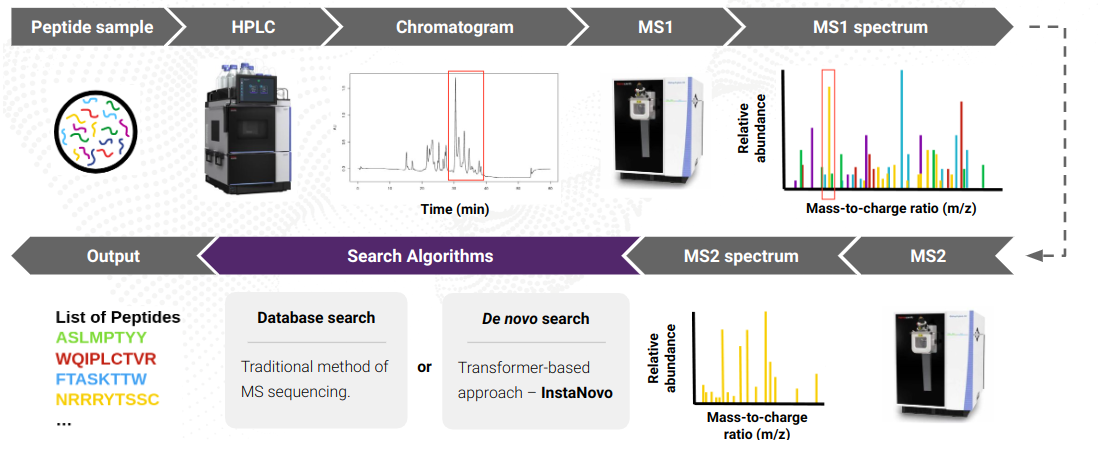 Peptide sample
HPLC
Chromatogram
MS1
MS1 spectrum
Time (min)
Relative
abundance
Mass-to-charge ratio (m/z)
Output
Search Algorithms
MS2 spectrum
MS2
List of Peptides
ASLMPTYY
WQIPLCTVR
FTASKTTW
NRRRYTSSC
...
Database search
Traditional method of
MS sequencing.
or
De novo search
Transformer-based
approach – InstaNovo
Relative
abundance
Mass-to-charge
ratio (m/z)